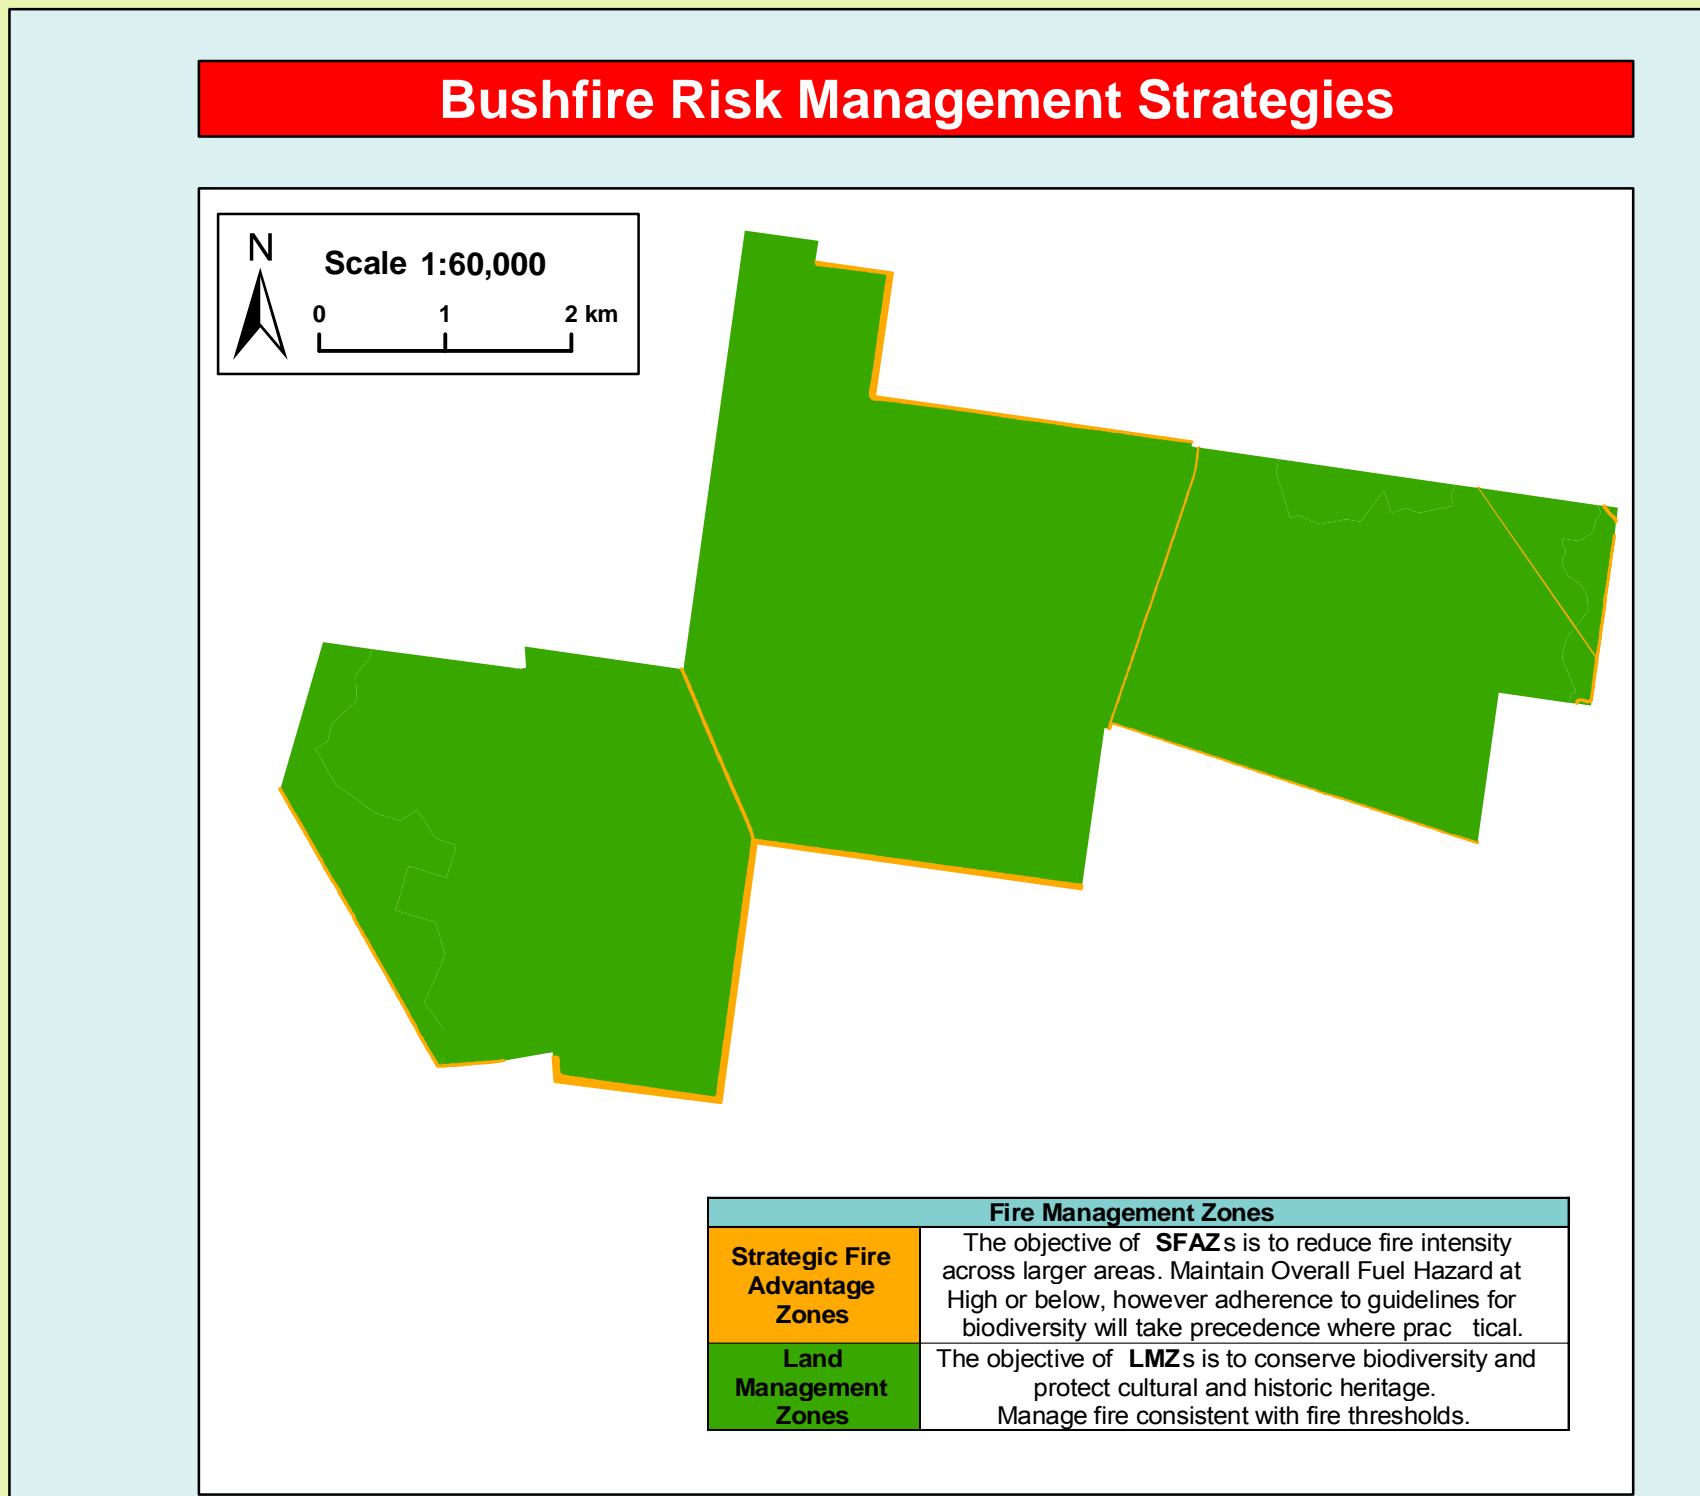 Bushfire Risk Management Strategies
N
Scale 1:60,000
0 1 2 km
Fire Management Zones
Strategic Fire
Advantage
Zones
The objective of SFAZs is to reduce fire intensity
across larger areas. Maintain Overall Fuel Hazard at
High or below, however adherence to guidelines for
biodiversity will take precedence where prac tical.
Land
Management
Zones
The objective of LMZs is to conserve biodiversity and
protect cultural and historic heritage.
Manage fire consistent with fire thresholds.